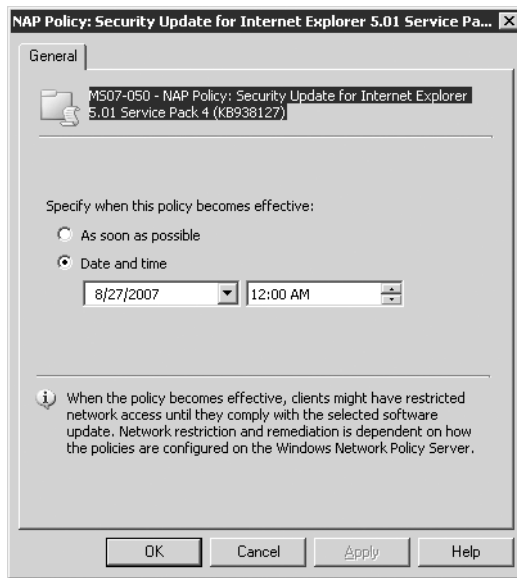 NAP Policy: Security Update for Internet Explorer 5.01 Service Pa...
General
MS07-050 - NAP Policy: Security Update for Internet Explorer
5.01 Service Pack 4 (KB938127)
Specify when this policy becomes effective:
As soon as possible
Date and time
8/27/2007 12:00 AM
When the policy becomes effective, clients might have restricted
network access until they comply with the selected software
update. Network restriction and remediation is dependent on how
the policies are configured on the Windows Network Policy Server.
OK Cancel Apply Help